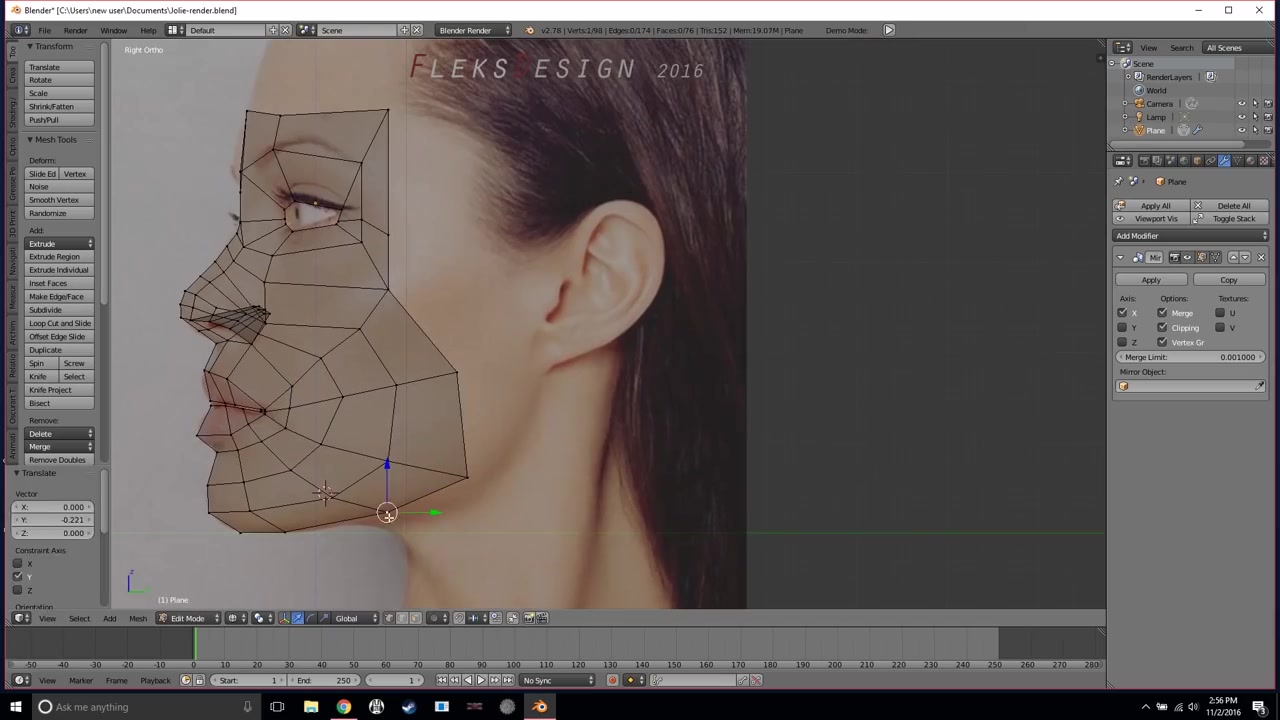 Blender* [C:\Users\new user\Documents\Jolie-render.blend]
File Render Window Help Default Scene Blender Render v2.78 | Verts:1/98 | Edges:0/174 | Faces:0/76 | Tris:152 | Mem:19.07M | Plane Demo Mode:
Transform
Translate
Rotate
Scale
Shrink/Fatten
Push/Pull
Mesh Tools
Deform:
Slide Ed Vertex
Noise
Smooth Vertex
Randomize
Add:
Extrude
Extrude Region
Extrude Individual
Inset Faces
Make Edge/Face
Subdivide
Loop Cut and Slide
Offset Edge Slide
Duplicate
Spin Screw
Knife Select
Knife Project
Bisect
Remove:
Delete
Merge
Remove Doubles
Translate
Vector
X: 0.000
Y: -0.221
Z: 0.000
Constraint Axis
X
Y
Z
Orientation
Right Ortho
FLEKS DESIGN 2016
(1) Plane
View Search All Scenes
Scene
RenderLayers
World
Camera
Lamp
Plane
Plane
Apply All Delete All
Viewport Vis Toggle Stack
Add Modifier
Mir
Apply Copy
Axis: Options: Textures:
X Merge U
Y Clipping V
Z Vertex Gr
Merge Limit: 0.001000
Mirror Object:
View Select Add Mesh Edit Mode Global
-50 -40 -30 -20 -10 0 10 20 30 40 50 60 70 80 90 100 110 120 130 140 150 160 170 180 190 200 210 220 230 240 250 260 270 280
View Marker Frame Playback Start: 1 End: 250 1 No Sync
Ask me anything
2:56 PM
11/2/2016